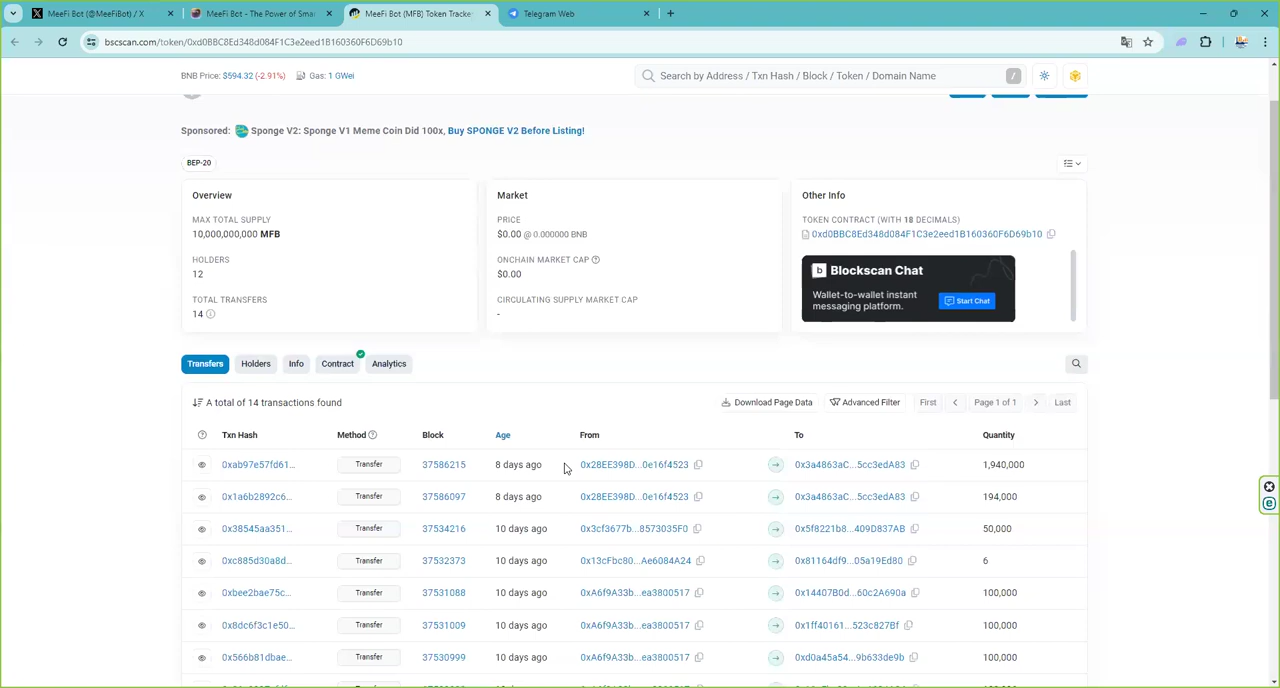 MeeFi Bot (@MeeFiBot) / X
MeeFi Bot - The Power of Smar
MeeFi Bot (MFB) Token Tracker
Telegram Web
bscscan.com/token/0xd0BBC8Ed348d084F1C3e2eed1B160360F6D69b10
BNB Price: $594.32 (-2.91%) Gas: 1 GWei
Search by Address / Txn Hash / Block / Token / Domain Name
/
Sponsored: Sponge V2: Sponge V1 Meme Coin Did 100x, Buy SPONGE V2 Before Listing!
BEP-20
Overview
MAX TOTAL SUPPLY
10,000,000,000 MFB
HOLDERS
12
TOTAL TRANSFERS
14
Market
PRICE
$0.00 @ 0.000000 BNB
ONCHAIN MARKET CAP
$0.00
CIRCULATING SUPPLY MARKET CAP
-
Other Info
TOKEN CONTRACT (WITH 18 DECIMALS)
0xd0BBC8Ed348d084F1C3e2eed1B160360F6D69b10
Blockscan Chat
Wallet-to-wallet instant
messaging platform.
Start Chat
Transfers Holders Info Contract Analytics
A total of 14 transactions found
Download Page Data Advanced Filter First Page 1 of 1 Last
Txn Hash Method Block Age From To Quantity
0xab97e57fd61... Transfer 37586215 8 days ago 0x28EE398D...0e16f4523 0x3a4863aC...5cc3edA83 1,940,000
0x1a6b2892c6... Transfer 37586097 8 days ago 0x28EE398D...0e16f4523 0x3a4863aC...5cc3edA83 194,000
0x38545aa351... Transfer 37534216 10 days ago 0x3cf3677b...8573035F0 0x5f8221b8...409D837AB 50,000
0xc885d30a8d... Transfer 37532373 10 days ago 0x13cFbc80...Ae6084A24 0x81164df9...05a19Ed80 6
0xbee2bae75c... Transfer 37531088 10 days ago 0xA6f9A33b...ea3800517 0x14407B0d...60c2A690a 100,000
0x8dc6f3c1e50... Transfer 37531009 10 days ago 0xA6f9A33b...ea3800517 0x1ff40161...523c827Bf 100,000
0x566b81dbae... Transfer 37530999 10 days ago 0xA6f9A33b...ea3800517 0xd0a45a54...9b633de9b 100,000